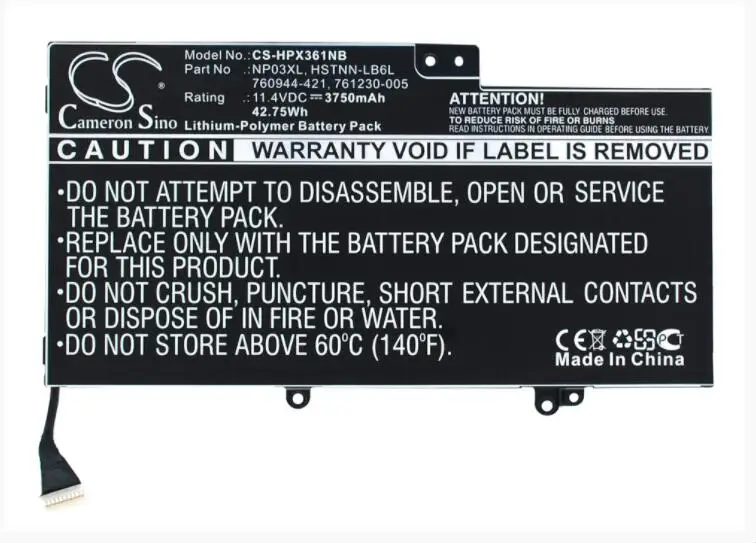 CS
Cameron Sino
Model No.:CS-HPX361NB
Part No .: NP03XL, HSTNN-LB6L
760944-421, 761230-005
Rating .: 11.4VDC⎓3750mAh
42.75Wh
Lithium-Polymer Battery Pack
ATTENTION!
NEW BATTERY PACK MUST BE FULLY CHARGED BEFORE USE.
TO REDUCE RISK OF FIRE OR BURNS
READ INSTRUCTIONS IN OPERATING GUIDE BEFORE USING THE BATTERY
CAUTION WARRANTY VOID IF LABEL IS REMOVED
•DO NOT ATTEMPT TO DISASSEMBLE, OPEN OR SERVICE
THE BATTERY PACK.
•REPLACE ONLY WITH THE BATTERY PACK DESIGNATED
FOR THIS PRODUCT.
•DO NOT CRUSH, PUNCTURE, SHORT EXTERNAL CONTACTS
OR DISPOSE OF IN FIRE OR WATER.
•DO NOT STORE ABOVE 60°C (140°F).
CE
Made In China